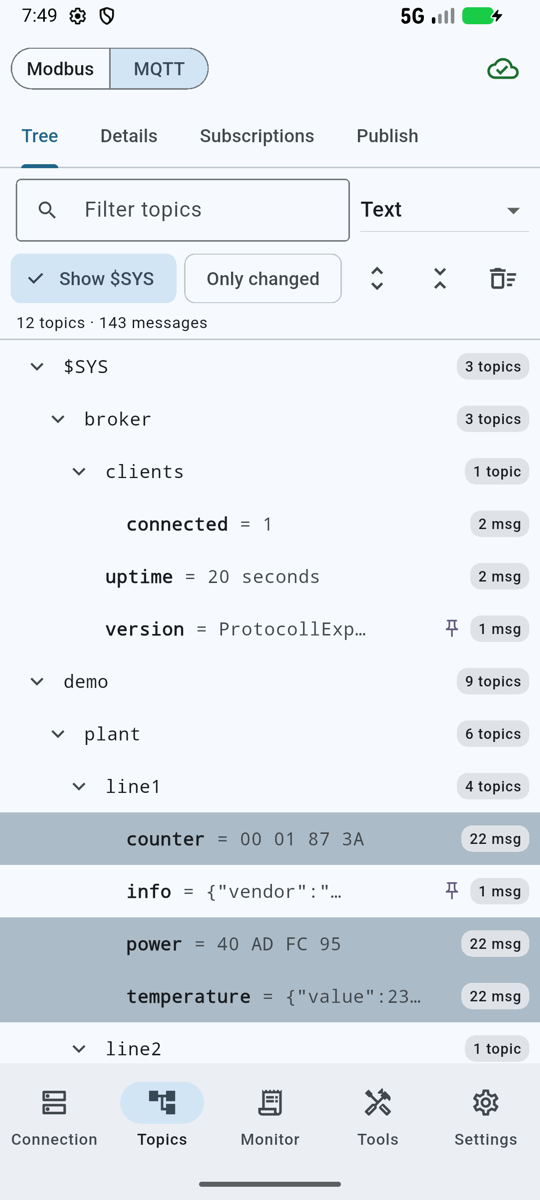 7:49 5G
Modbus MQTT
Tree Details Subscriptions Publish
Filter topics Text
Show $SYS Only changed
12 topics · 143 messages
$SYS 3 topics
broker 3 topics
clients 1 topic
connected = 1 2 msg
uptime = 20 seconds 2 msg
version = ProtocollExp… 1 msg
demo 9 topics
plant 6 topics
line1 4 topics
counter = 00 01 87 3A 22 msg
info = {"vendor":"… 1 msg
power = 40 AD FC 95 22 msg
temperature = {"value":23… 22 msg
line2 1 topic
Connection Topics Monitor Tools Settings